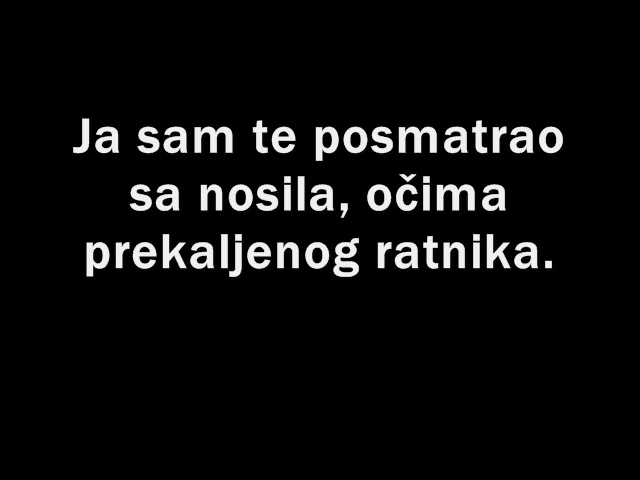 Ja sam te posmatrao
sa nosila, očima
prekaljenog ratnika.